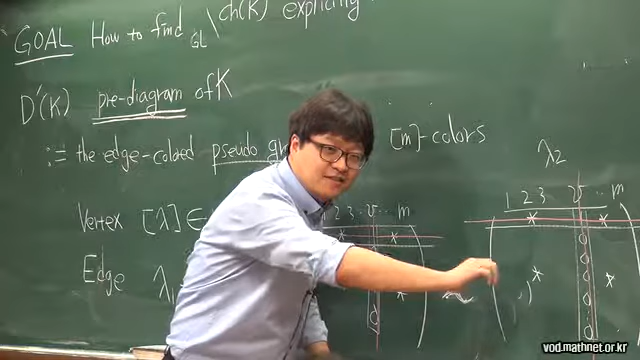 GOAL How to find GL\ch(K) explicitly
D'(K) pre-diagram of K
:= the edge-colored pseudo gr [m]-colors
λ2
1 2 3 v ... m
2 3 v ... m
Vertex [λ] ∈
Edge λ1
vod.mathnet.or.kr